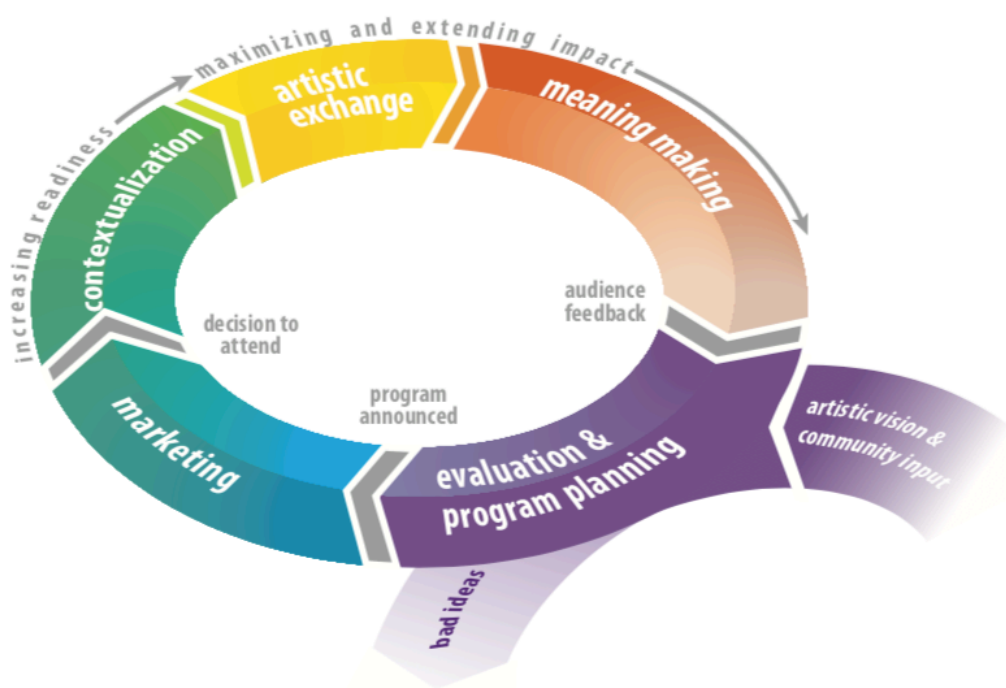 maximizing and extending impact
artistic
exchange
meaning making
increasing readiness
contextualization
audience
feedback
decision to
attend
program
announced
marketing
evaluation &
program planning
artistic vision &
community input
bad ideas